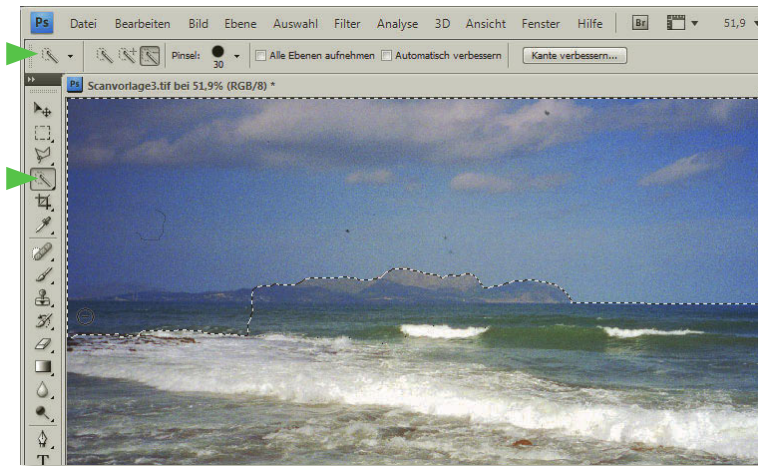 Ps Datei Bearbeiten Bild Ebene Auswahl Filter Analyse 3D Ansicht Fenster Hilfe Br 51,9
Pinsel: 30 Alle Ebenen aufnehmen Automatisch verbessern Kante verbessern...
Ps Scanvorlage3.tif bei 51,9% (RGB/8) *
T